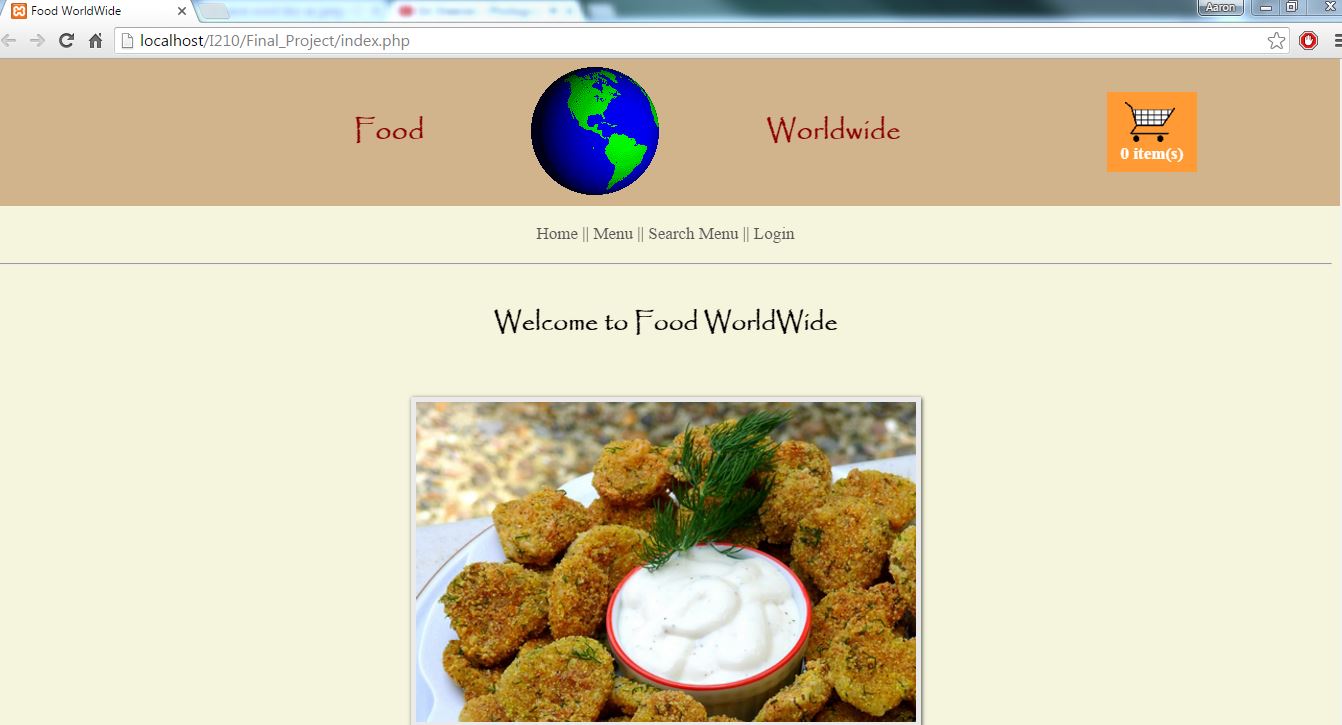 Food WorldWide
Aaron
localhost/I210/Final_Project/index.php
Food Worldwide
0 item(s)
Home || Menu || Search Menu || Login
Welcome to Food WorldWide